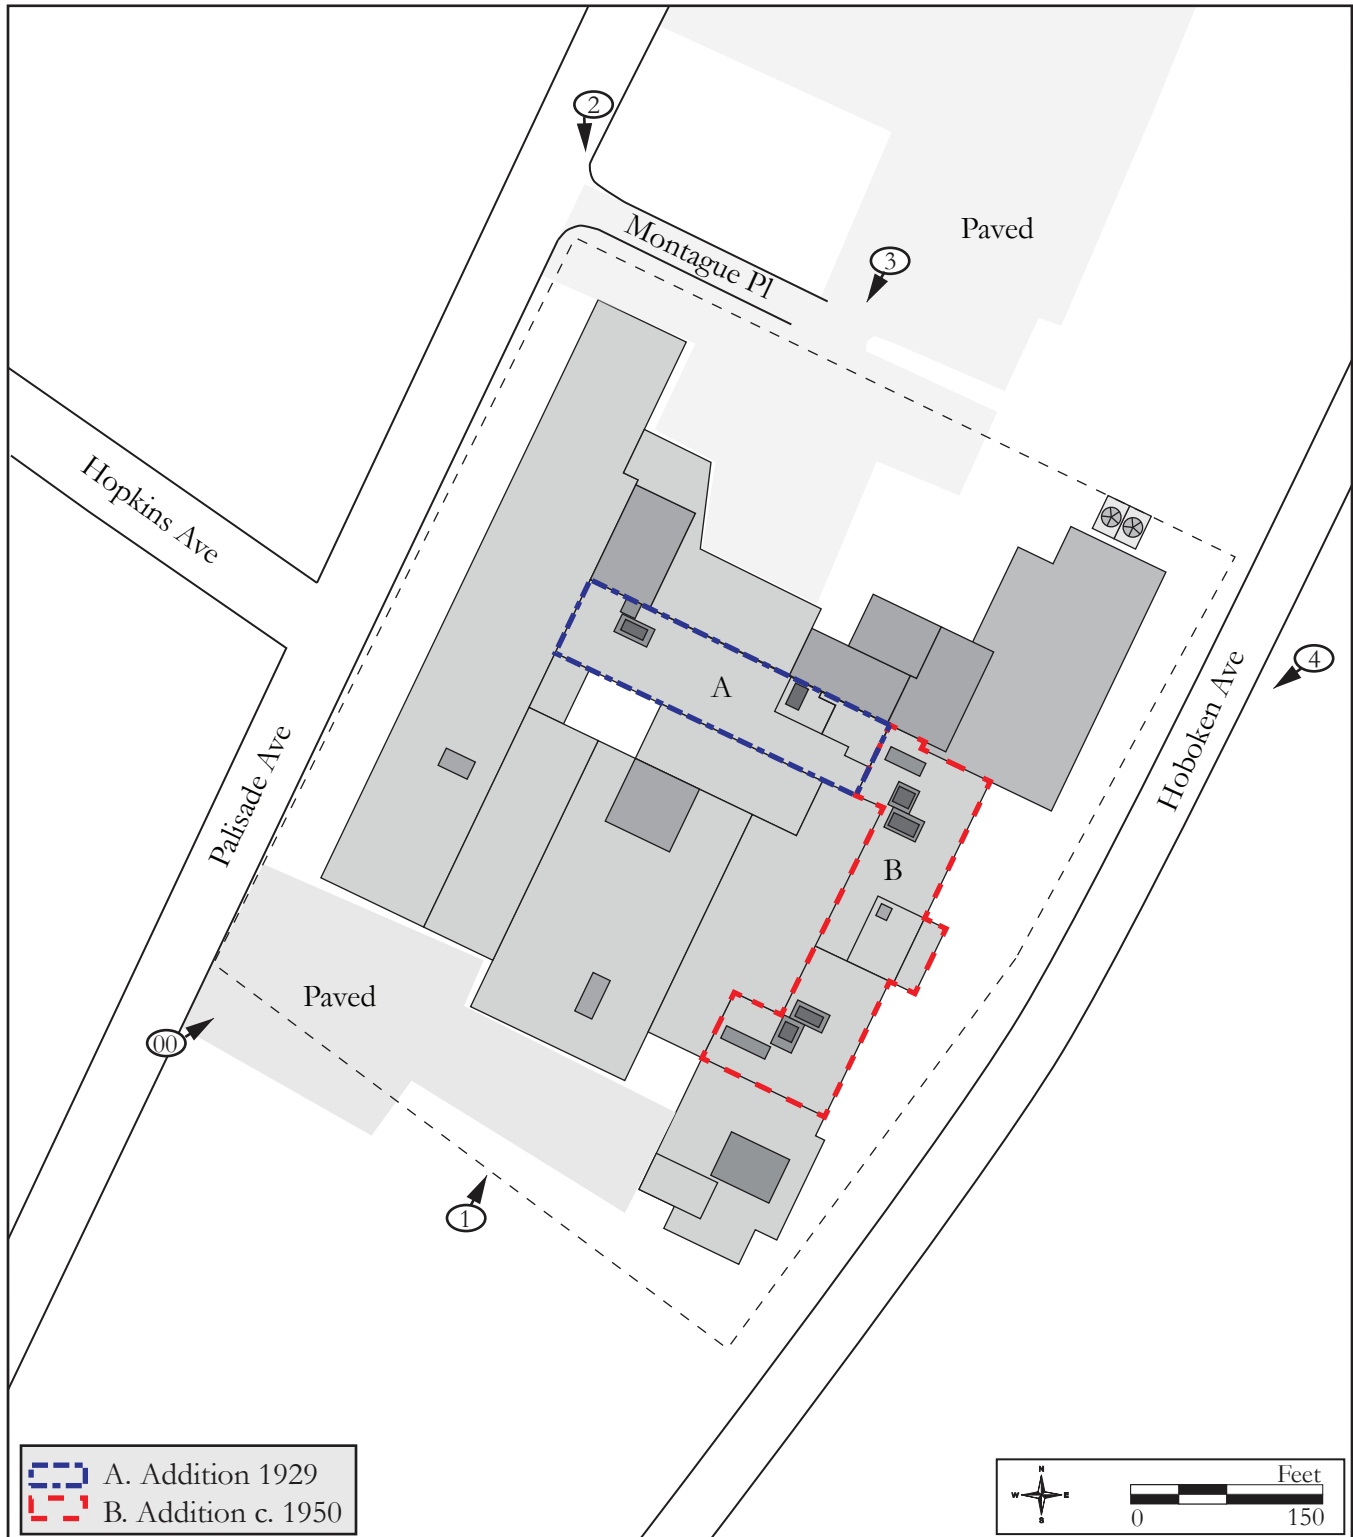 2
Montague Pl
Paved
3
Hopkins Ave
A
4
Hoboken Ave
Palisade Ave
B
Paved
00
1
A. Addition 1929
B. Addition c. 1950
N
W E
S
Feet
0 150